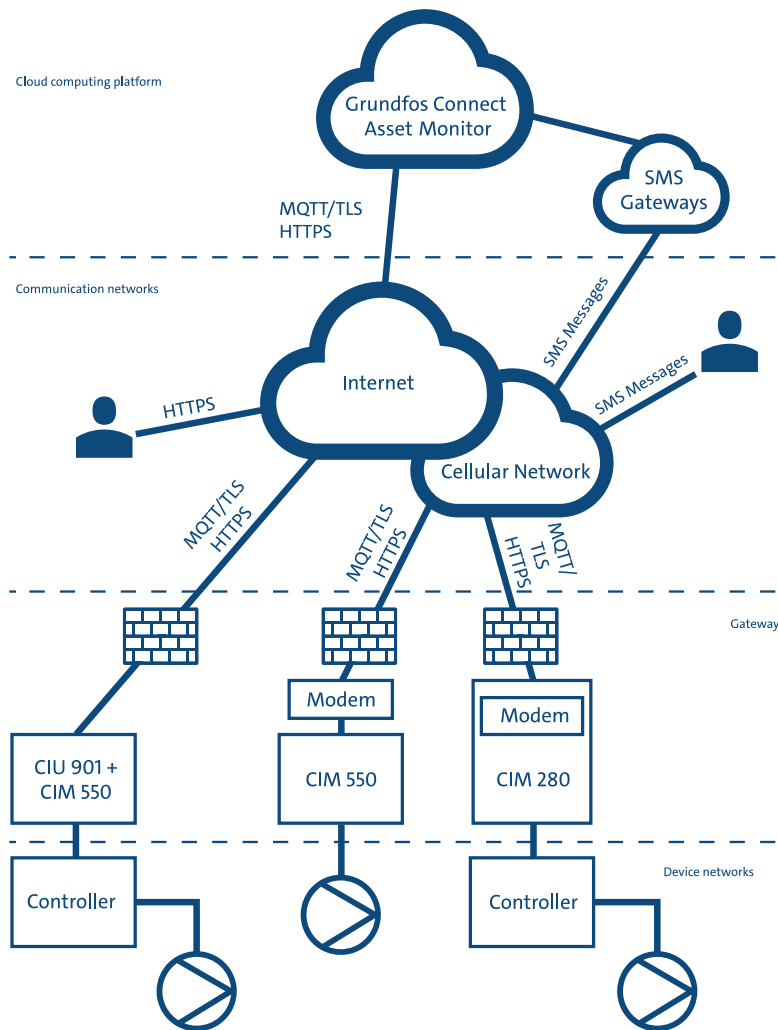 Cloud computing platform
Grundfos Connect
Asset Monitor
SMS
Gateways
MQTT/TLS
HTTPS
Communication networks
SMS Messages
SMS Messages
Internet
HTTPS
Cellular Network
MQTT/TLS
HTTPS
MQTT/TLS
HTTPS
MQTT/
TLS
HTTPS
Gateway
Modem
Modem
CIU 901 +
CIM 550
CIM 550
CIM 280
Device networks
Controller
Controller